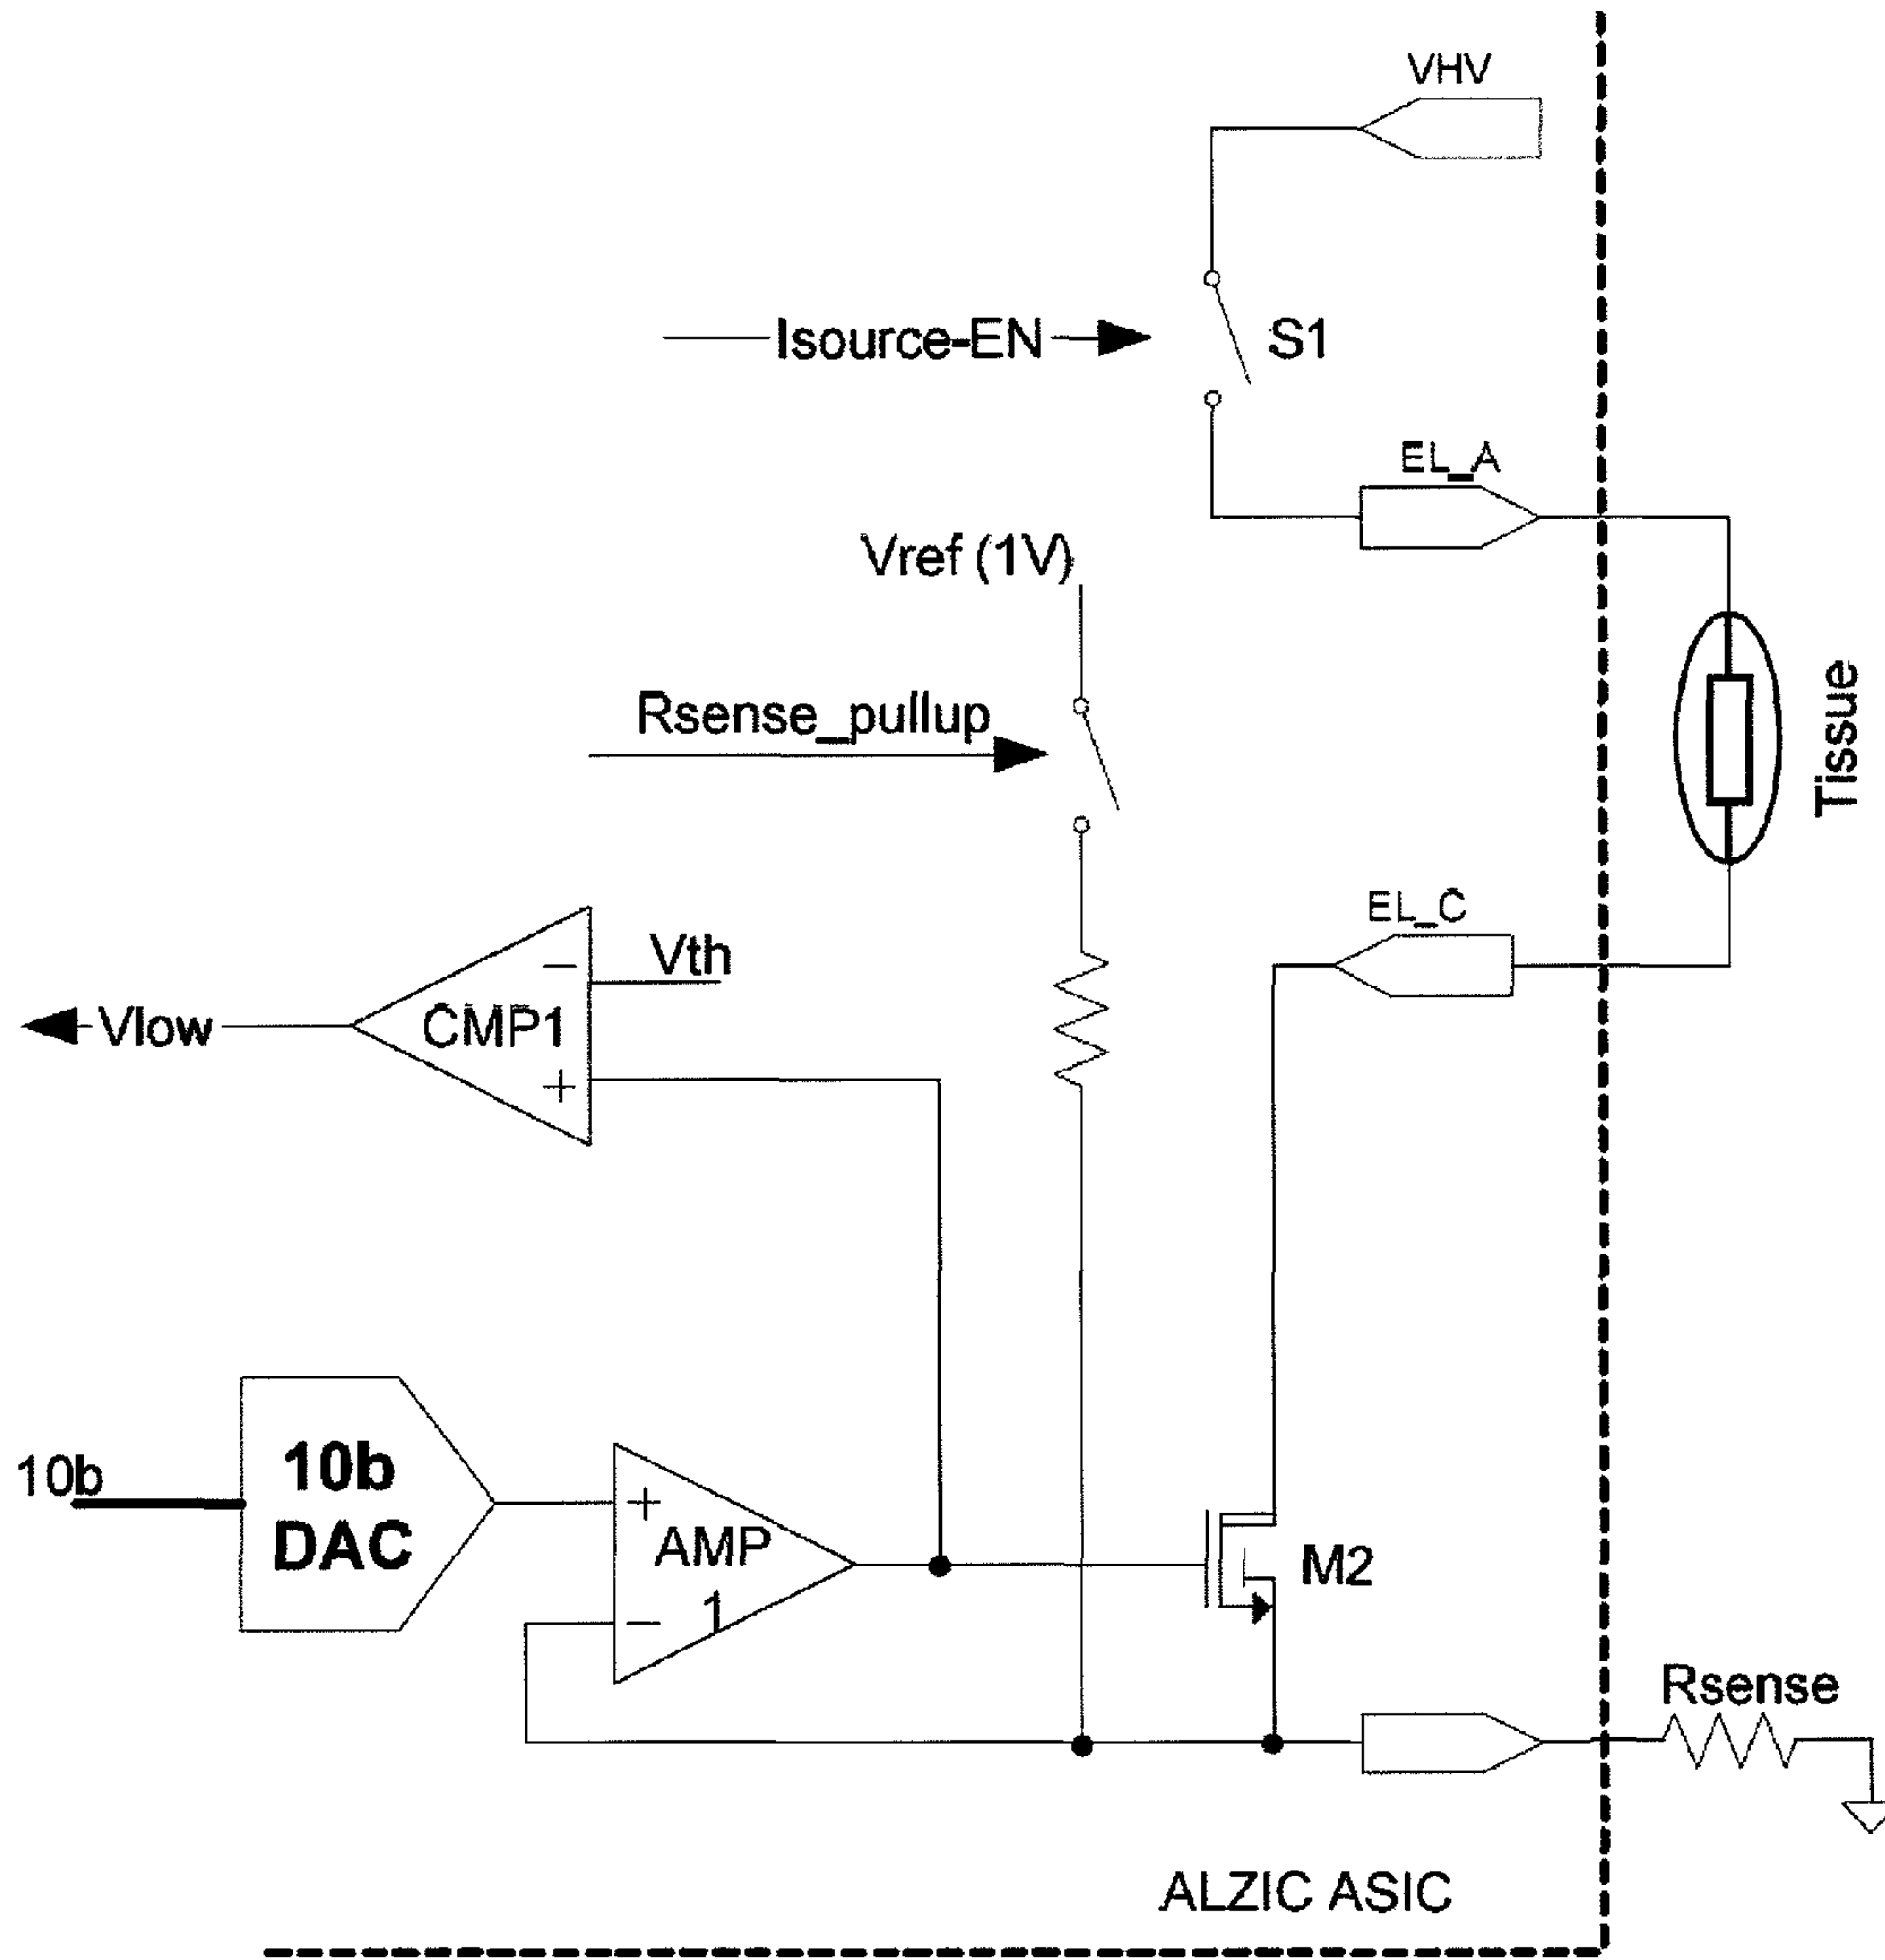 VHV
Isource-EN
S1
EL_A
Vref (1V)
Rsense_pullup
Tissue
EL_C
Vth
−
CMP1
+
Vlow
10b
10b
DAC
+
AMP
1
−
M2
Rsense
ALZIC ASIC